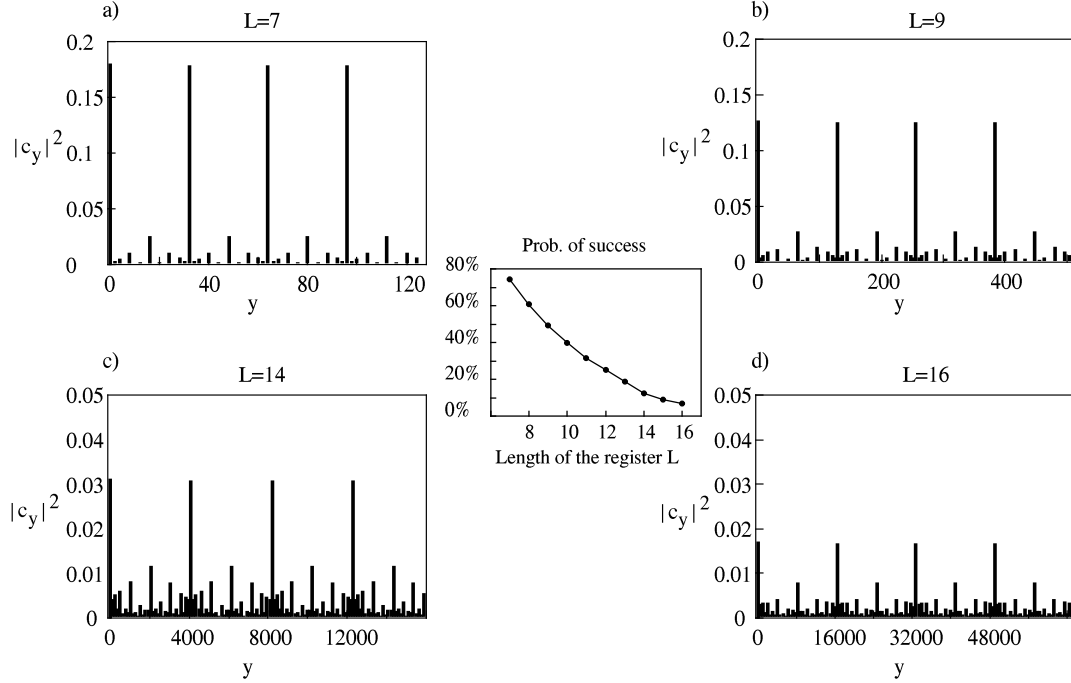 a)
L=7
0.2
0.15
0.1
0.05
0
|c_y|^2
0 40 80 120
y
b)
L=9
0.2
0.15
0.1
0.05
0
|c_y|^2
0 200 400
y
Prob. of success
80%
60%
40%
20%
0%
8 10 12 14 16
Length of the register L
c)
L=14
0.05
0.04
0.03
0.02
0.01
0
|c_y|^2
0 4000 8000 12000
y
d)
L=16
0.05
0.04
0.03
0.02
0.01
0
|c_y|^2
0 16000 32000 48000
y